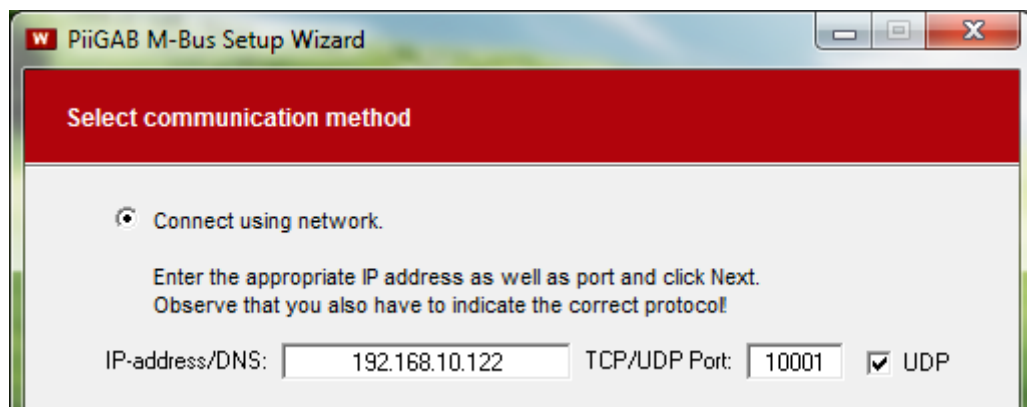 W PiiGAB M-Bus Setup Wizard
Select communication method
Connect using network.
Enter the appropriate IP address as well as port and click Next.
Observe that you also have to indicate the correct protocol!
IP-address/DNS: 192.168.10.122 TCP/UDP Port: 10001 UDP